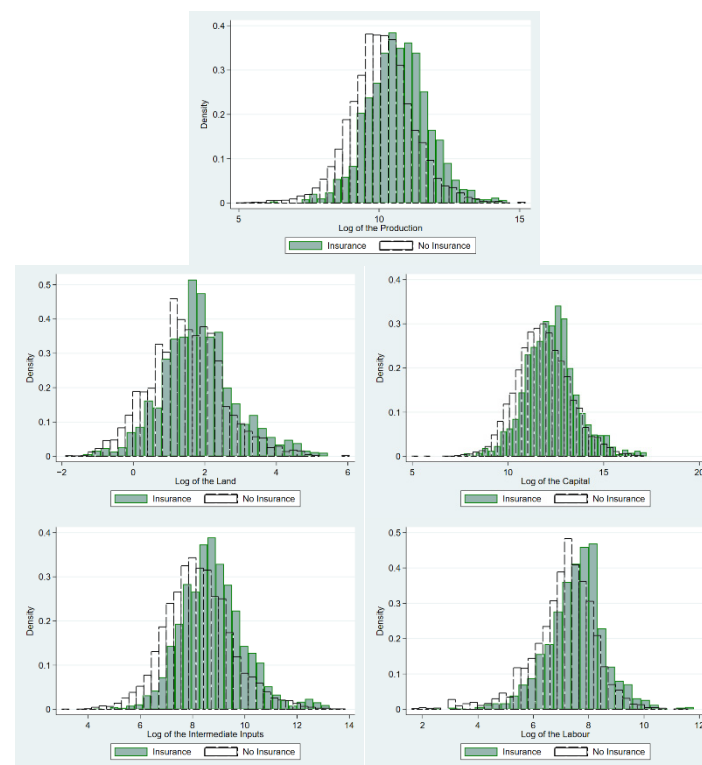 0.4
0.3
0.2
0.1
0
Density
5 10 15
Log of the Production
Insurance No Insurance
0.5
0.4
0.3
0.2
0.1
0
Density
-2 0 2 4 6
Log of the Land
Insurance No Insurance
0.4
0.3
0.2
0.1
0
Density
5 10 15 20
Log of the Capital
Insurance No Insurance
0.4
0.3
0.2
0.1
0
Density
4 6 8 10 12 14
Log of the Intermediate Inputs
Insurance No Insurance
0.5
0.4
0.3
0.2
0.1
0
Density
2 4 6 8 10 12
Log of the Labour
Insurance No Insurance